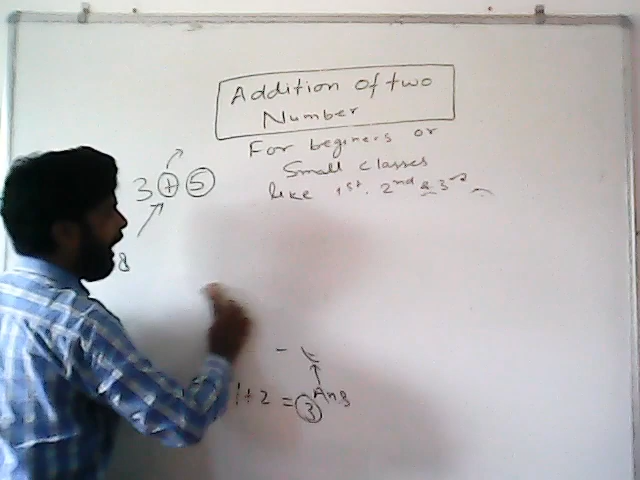 Addition of two
Number
For beginers or
Small classes
like 1st, 2nd & 3rd
3 + 5
8
Ans
1+2 = 3